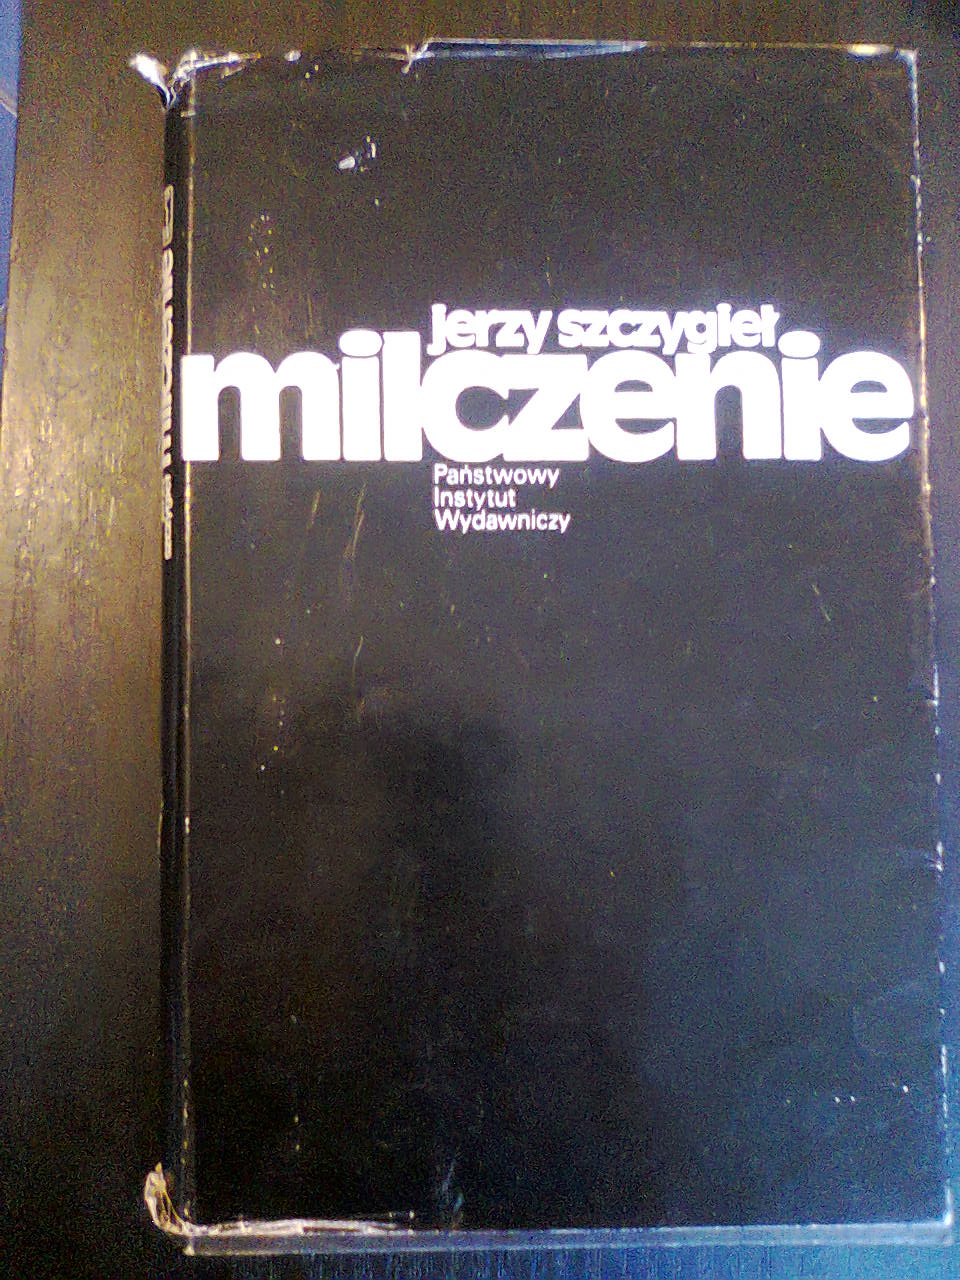 jerzy szczygieł
milczenie
Państwowy
Instytut
Wydawniczy